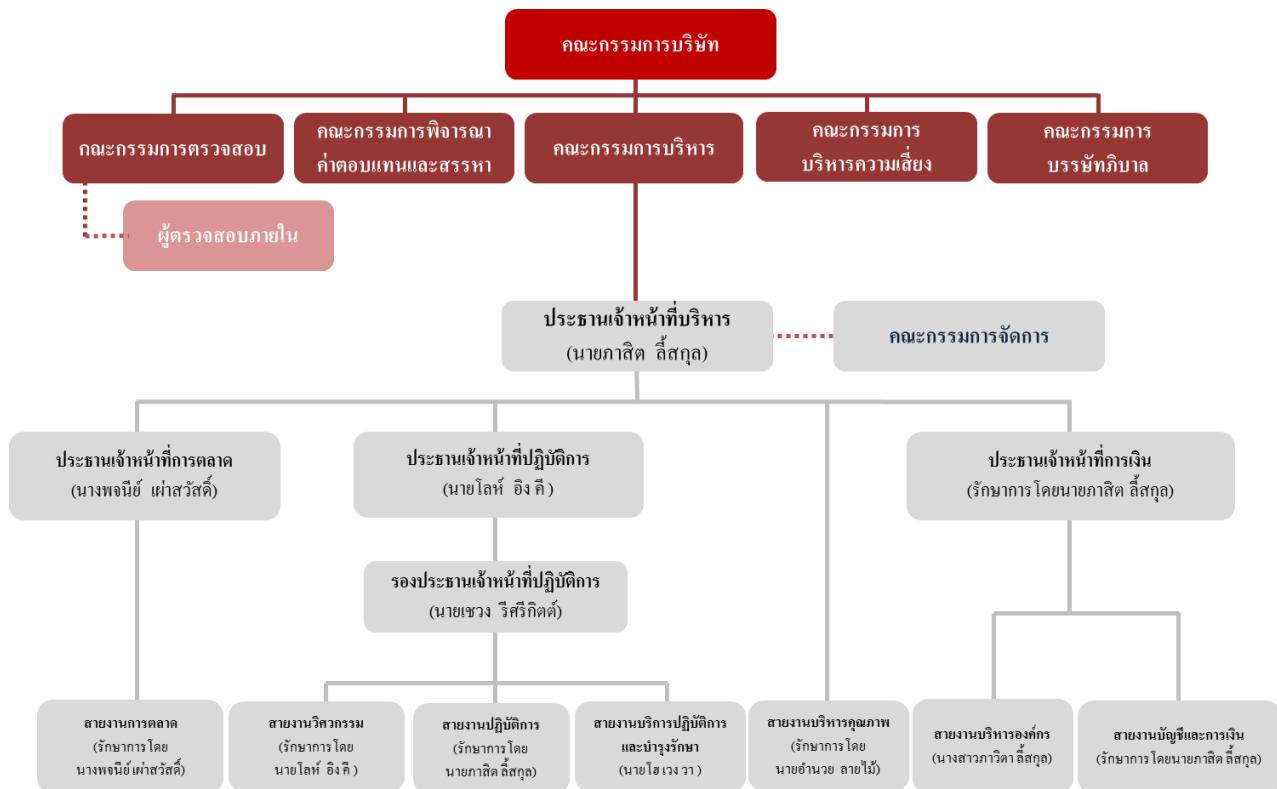 คณะกรรมการบริษัท
กณะกรรมการตรวจสอบ
คณะกรรมการพิจารณา
ค่าตอบแทนและสรรหา
คณะกรรมการบริหาร
คณะกรรมการ
บริหารความเสี่ยง
คณะกรรมการ
บรรษัทภิบาล
ผู้ตรวจสอบภายใน
ประธานเจ้าหน้าที่บริหาร
(นายภาสิต ลี้สกุล)
คณะกรรมการจัดการ
ประธานเจ้าหน้าที่การตลาด
(นางพจนีย์ เผ่าสวัสดิ์)
ประธานเจ้าหน้าที่ปฏิบัติการ
(นายโลห์ อิง คี )
ประธานเจ้าหน้าที่การเงิน
(รักษาการโดยนายภาสิต ลี้สกุล)
รองประธานเจ้าหน้าที่ปฏิบัติการ
(นายเชวง รีศรีกิตต์)
สายงานการตลาด
(รักษาการโดย
นางพจนีย์ เผ่าสวัสดิ์)
สายงานวิศวกรรม
(รักษาการโดย
นายโลห์ อิง คี )
สายงานปฏิบัติการ
(รักษาการโดย
นายภาสิต ลี้สกุล)
สายงานบริการปฏิบัติการ
และบำรุงรักษา
(นายโฮ เวง วา )
สายงานบริหารคุณภาพ
(รักษาการโดย
นายอำนวย ลายไม้)
สายงานบริหารองค์กร
(นางสาวภาวิตา ลี้สกุล)
สายงานบัญชีและการเงิน
(รักษาการโดยนายภาสิต ลี้สกุล)